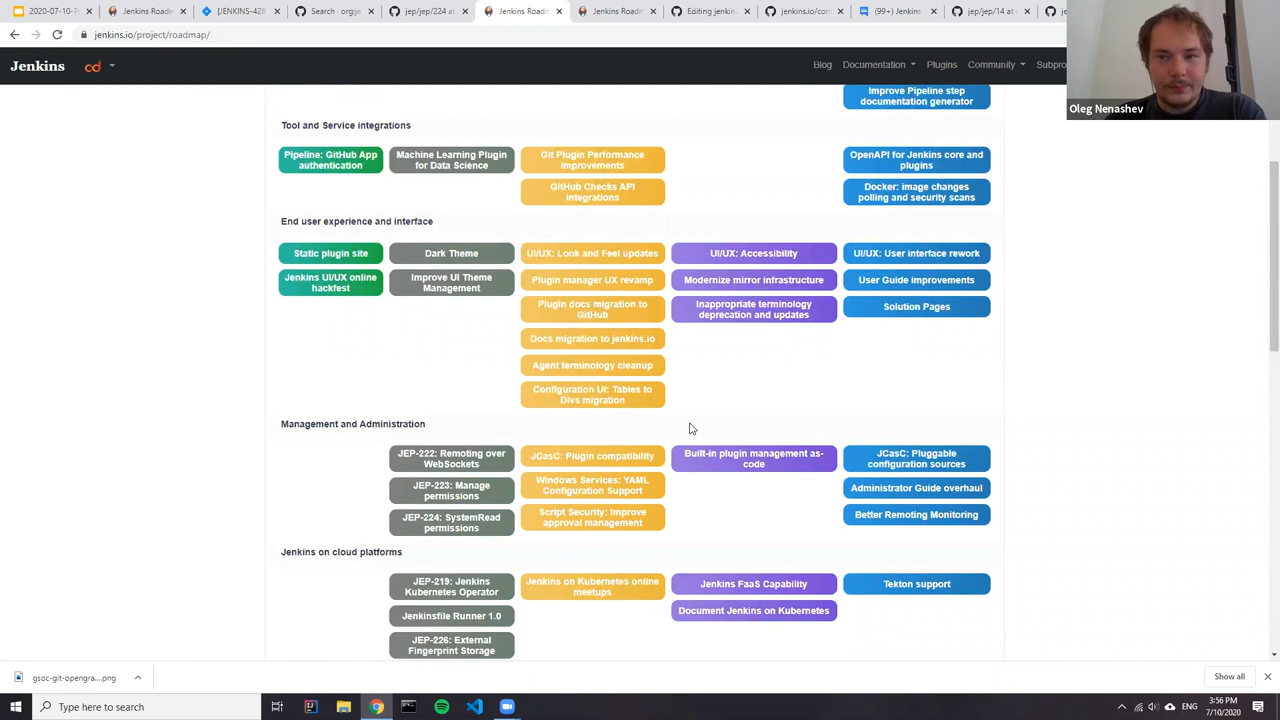 2020-07-10-F
Jenkins Roadm
[JENKINS-428
Search - orgje
jep/jep/224 at
Jenkins Roadm
Jenkins Roadm
Editing jenkin
jenkins.io/con
(99+) Jenkins
jep/jep/14 at
je
jenkins.io/project/roadmap/
Jenkins
cd
Blog
Documentation
Plugins
Community
Subpro
Oleg Nenashev
Improve Pipeline step
documentation generator
Tool and Service integrations
Pipeline: GitHub App
authentication
Machine Learning Plugin
for Data Science
Git Plugin Performance
Improvements
OpenAPI for Jenkins core and
plugins
GitHub Checks API
integrations
Docker: image changes
polling and security scans
End user experience and interface
Static plugin site
Dark Theme
UI/UX: Look and Feel updates
UI/UX: Accessibility
UI/UX: User interface rework
Jenkins UI/UX online
hackfest
Improve UI Theme
Management
Plugin manager UX revamp
Modernize mirror infrastructure
User Guide improvements
Plugin docs migration to
GitHub
Inappropriate terminology
deprecation and updates
Solution Pages
Docs migration to jenkins.io
Agent terminology cleanup
Configuration UI: Tables to
Divs migration
Management and Administration
JEP-222: Remoting over
WebSockets
JCasC: Plugin compatibility
Built-in plugin management as-
code
JCasC: Pluggable
configuration sources
JEP-223: Manage
permissions
Windows Services: YAML
Configuration Support
Administrator Guide overhaul
JEP-224: SystemRead
permissions
Script Security: Improve
approval management
Better Remoting Monitoring
Jenkins on cloud platforms
JEP-219: Jenkins
Kubernetes Operator
Jenkins on Kubernetes online
meetups
Jenkins FaaS Capability
Tekton support
Jenkinsfile Runner 1.0
Document Jenkins on Kubernetes
JEP-226: External
Fingerprint Storage
gsoc-git-opengra....png
Show all
Type here to search
ENG
3:56 PM
7/10/2020